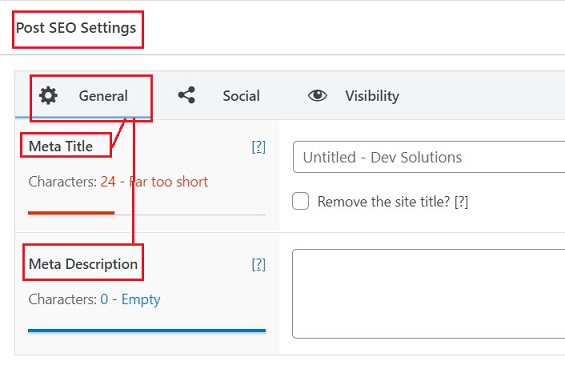 Post SEO Settings
General Social Visibility
Meta Title [?]
Untitled - Dev Solutions
Characters: 24 - Far too short
Remove the site title? [?]
Meta Description [?]
Characters: 0 - Empty